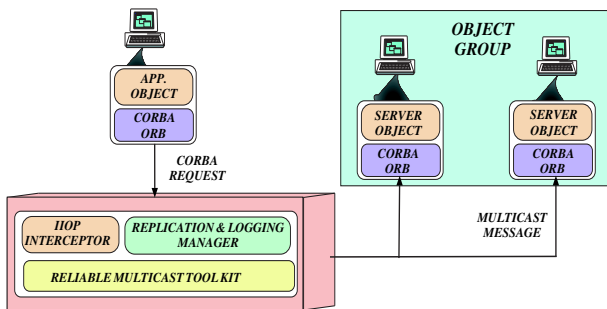 OBJECT
GROUP
APP.
OBJECT
CORBA
ORB
SERVER
OBJECT
CORBA
ORB
SERVER
OBJECT
CORBA
ORB
CORBA
REQUEST
IIOP
INTERCEPTOR
REPLICATION & LOGGING
MANAGER
RELIABLE MULTICAST TOOL KIT
MULTICAST
MESSAGE